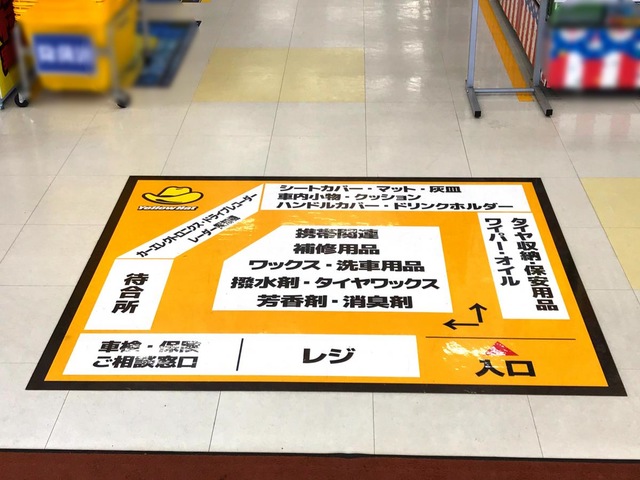 Yellow Hat
シートカバー・マット・灰皿
車内小物・クッション
ハンドルカバー・ドリンクホルダー
カーエレクトロニクス・ドライブレコーダー
レーダー探知機
タイヤ収納・保安用品
ワイパー・オイル
携帯関連
補修用品
ワックス・洗車用品
撥水剤・タイヤワックス
芳香剤・消臭剤
待合所
車検・保険
ご相談窓口
レジ
入口